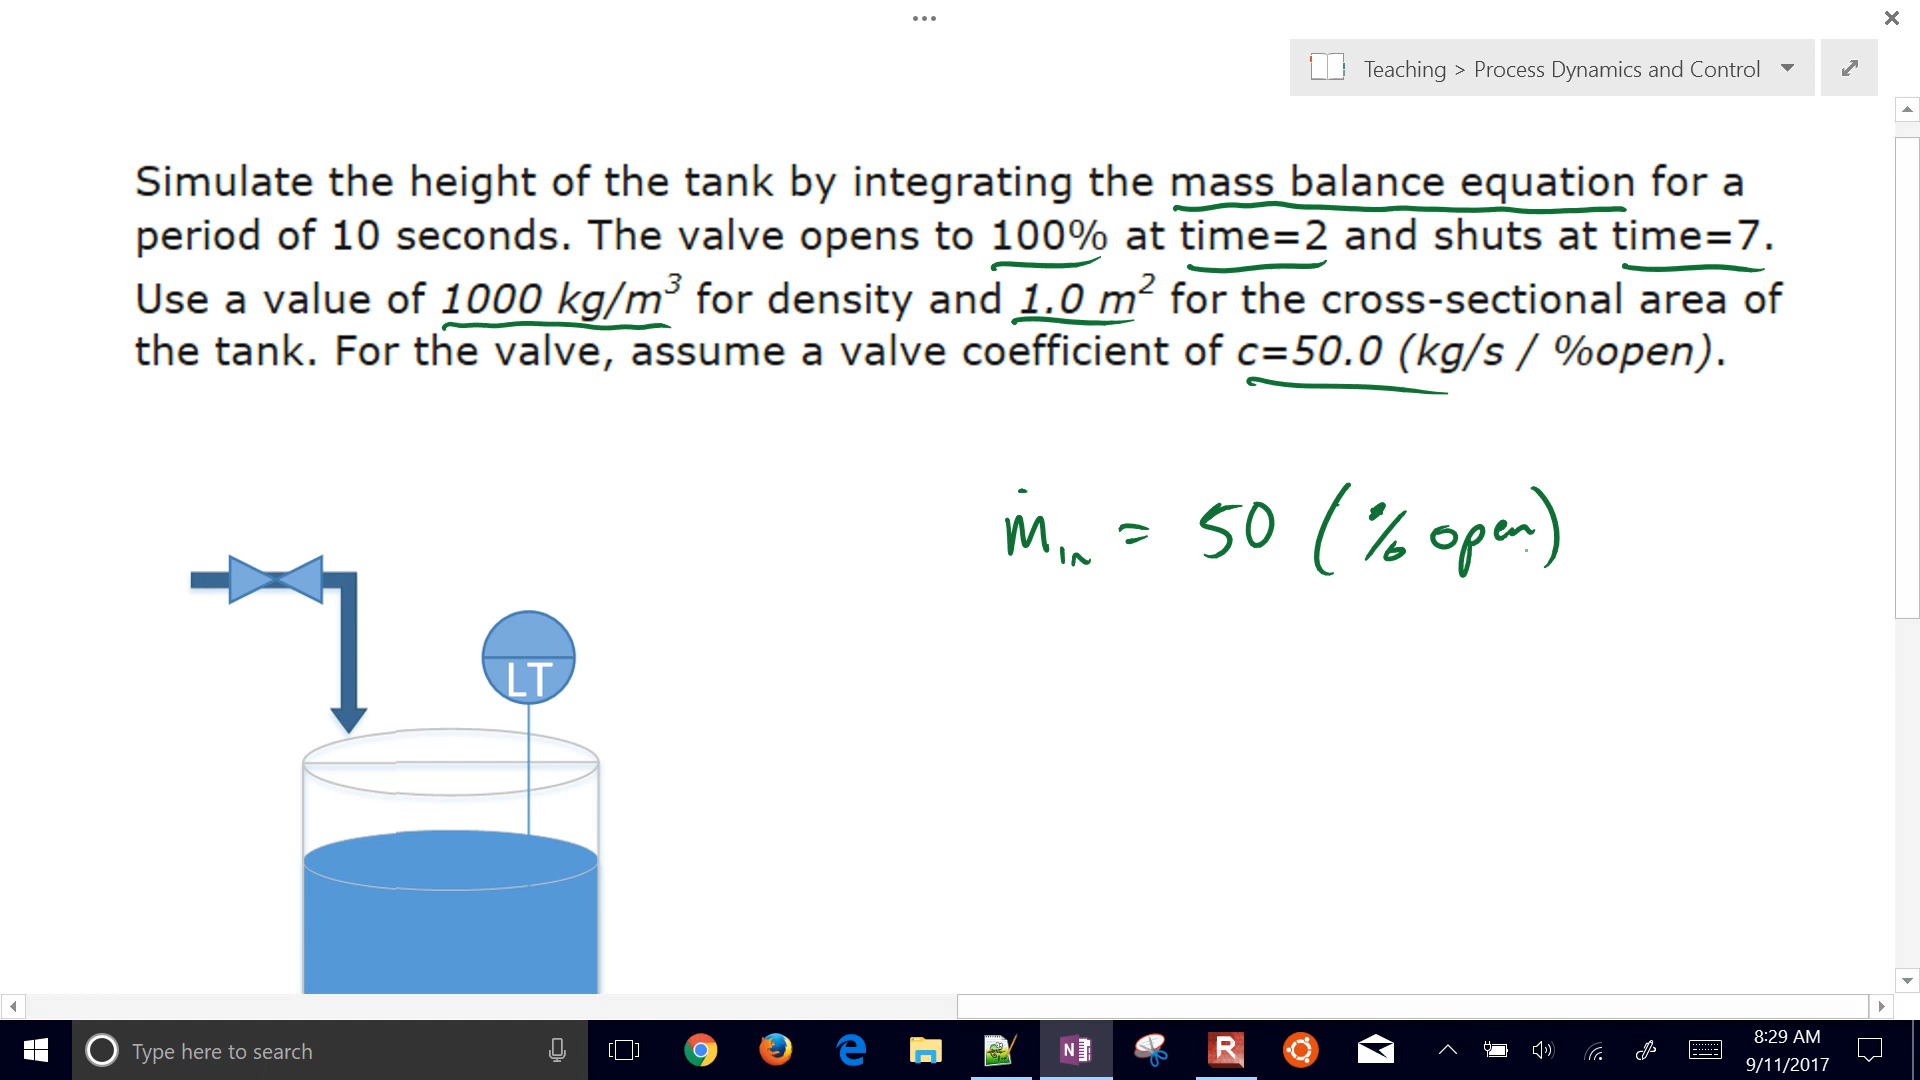 Teaching > Process Dynamics and Control
Simulate the height of the tank by integrating the mass balance equation for a
period of 10 seconds. The valve opens to 100% at time=2 and shuts at time=7.
Use a value of 1000 kg/m³ for density and 1.0 m² for the cross-sectional area of
the tank. For the valve, assume a valve coefficient of c=50.0 (kg/s / %open).
ṁ_in = 50 (% open)
LT
Type here to search
N
R
8:29 AM
9/11/2017